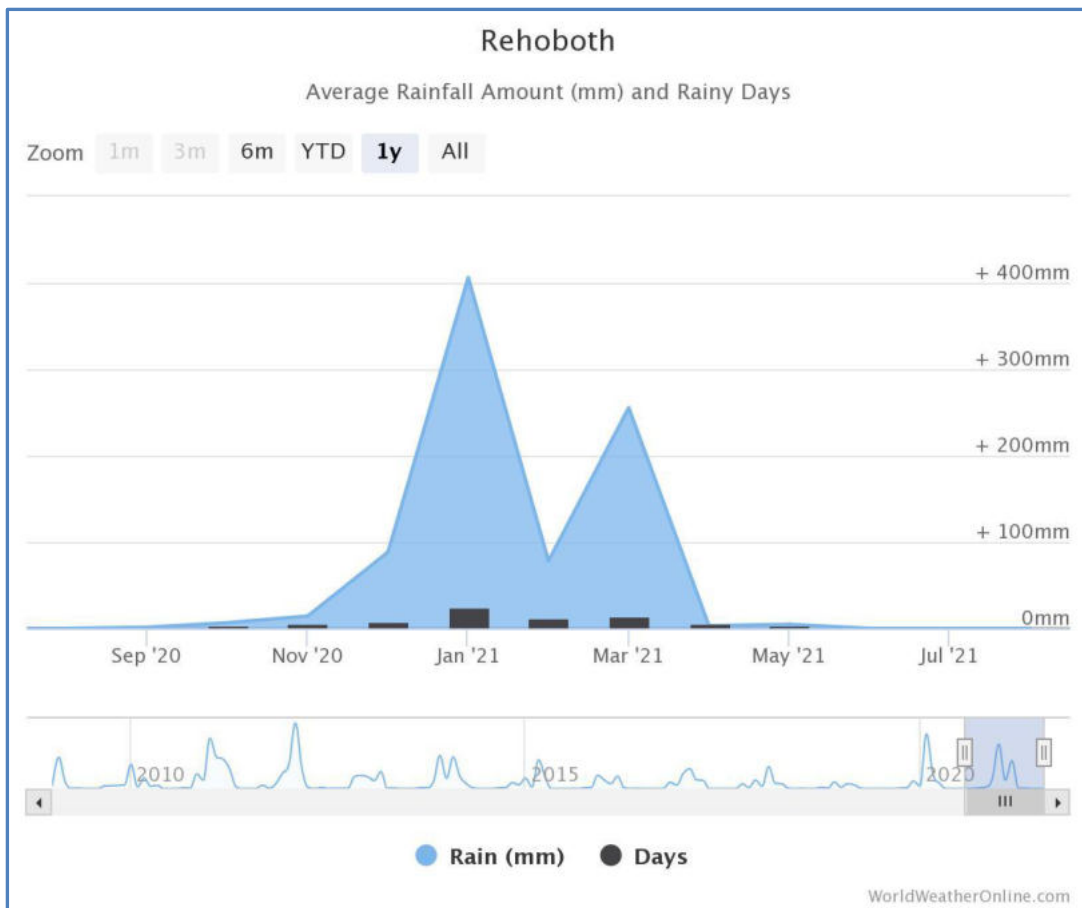 Rehoboth
Average Rainfall Amount (mm) and Rainy Days
Zoom 1m 3m 6m YTD 1y All
+ 400mm
+ 300mm
+ 200mm
+ 100mm
0mm
Sep '20 Nov '20 Jan '21 Mar '21 May '21 Jul '21
2010 2015 2020
Rain (mm) Days
WorldWeatherOnline.com